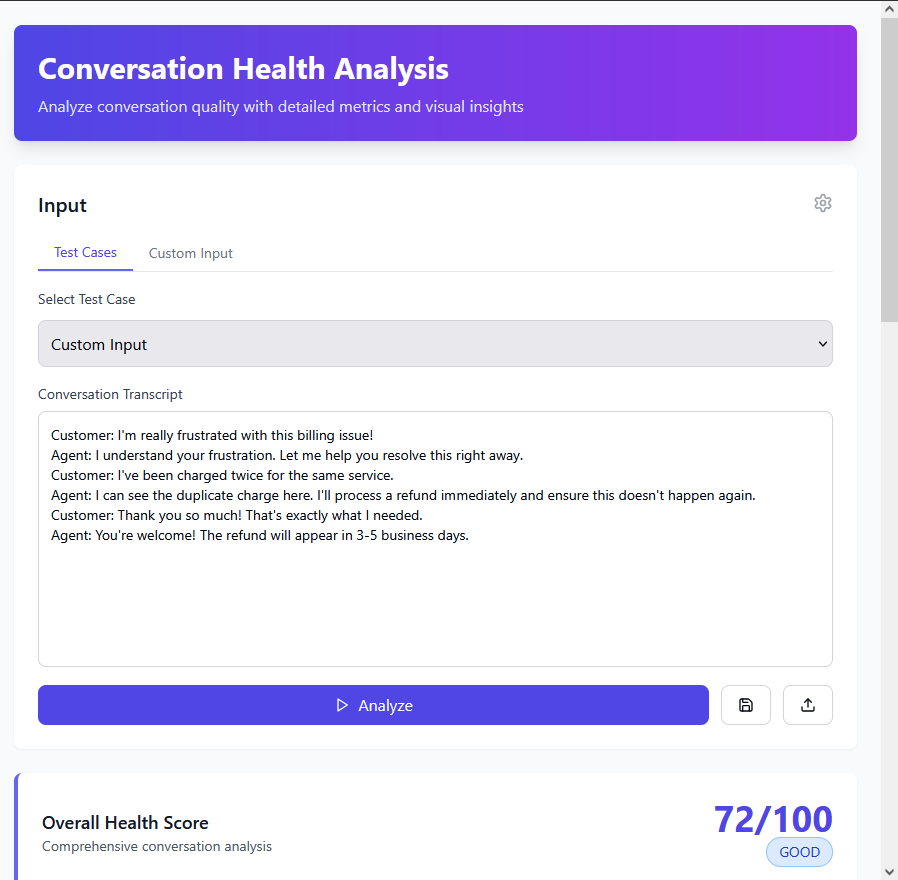 Conversation Health Analysis
Analyze conversation quality with detailed metrics and visual insights
Input
Test Cases
Custom Input
Select Test Case
Custom Input
Conversation Transcript
Customer: I'm really frustrated with this billing issue!
Agent: I understand your frustration. Let me help you resolve this right away.
Customer: I've been charged twice for the same service.
Agent: I can see the duplicate charge here. I'll process a refund immediately and ensure this doesn't happen again.
Customer: Thank you so much! That's exactly what I needed.
Agent: You're welcome! The refund will appear in 3-5 business days.
Analyze
Overall Health Score
Comprehensive conversation analysis
72/100
GOOD